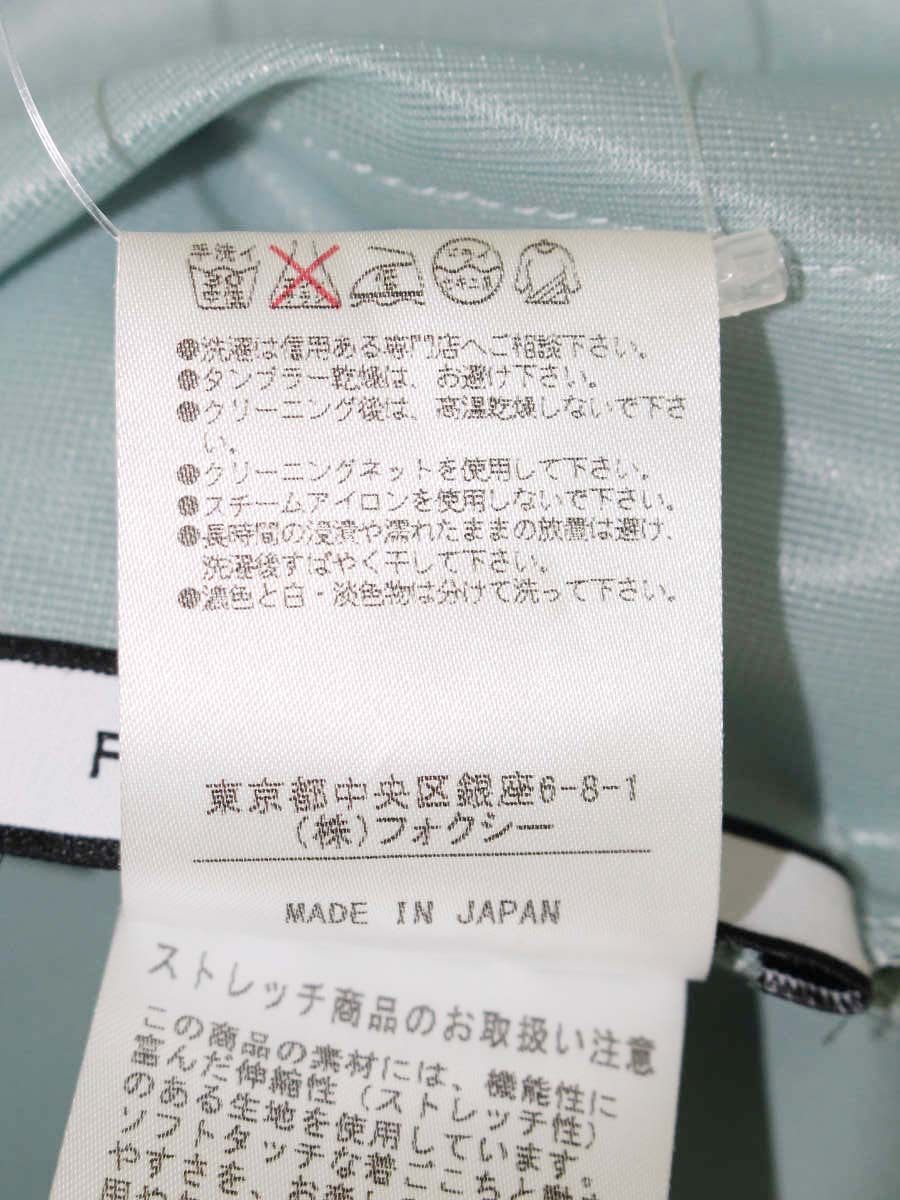 手洗イ
30
中性
低
●洗濯は信用ある専門店へご相談下さい。
●タンブラー乾燥は、お避け下さい。
●クリーニング後は、高温乾燥しないで下さ
い。
●クリーニングネットを使用して下さい。
●スチームアイロンを使用しないで下さい。
●長時間の浸漬や濡れたままの放置は避け、
洗濯後すばやく干して下さい。
●濃色と白・淡色物は分けて洗って下さい。
F
東京都中央区銀座6-8-1
(株)フォクシー
MADE IN JAPAN
ストレッチ商品のお取扱い注意
この商品の素材には、機能性に
富んだ伸縮性(ストレッチ性)
のある生地を使用しています。
ソフトタッチな着ごこちと動
やすさを、お楽し